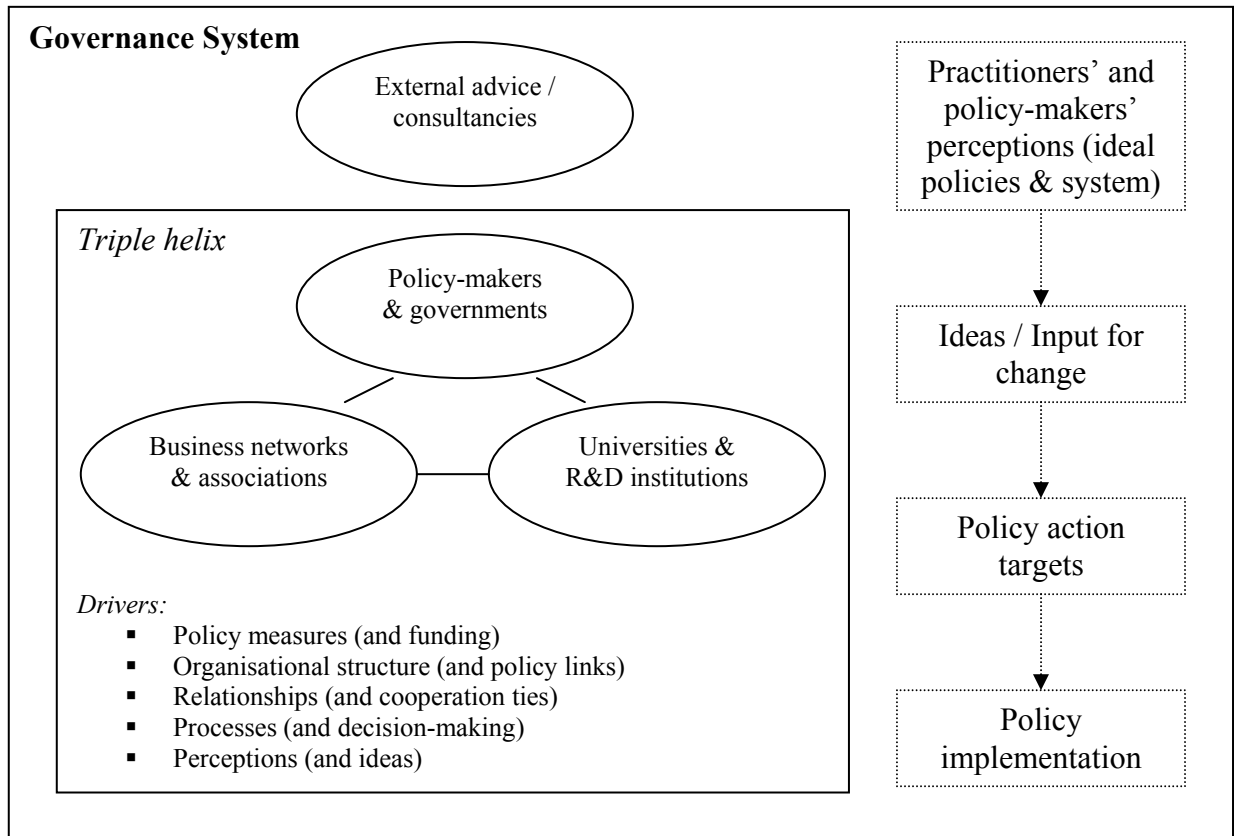 Governance System
External advice /
consultancies
Triple helix
Policy-makers
& governments
Business networks
& associations
Universities &
R&D institutions
Drivers:
▪ Policy measures (and funding)
▪ Organisational structure (and policy links)
▪ Relationships (and cooperation ties)
▪ Processes (and decision-making)
▪ Perceptions (and ideas)
Practitioners’ and
policy-makers’
perceptions (ideal
policies & system)
Ideas / Input for
change
Policy action
targets
Policy
implementation